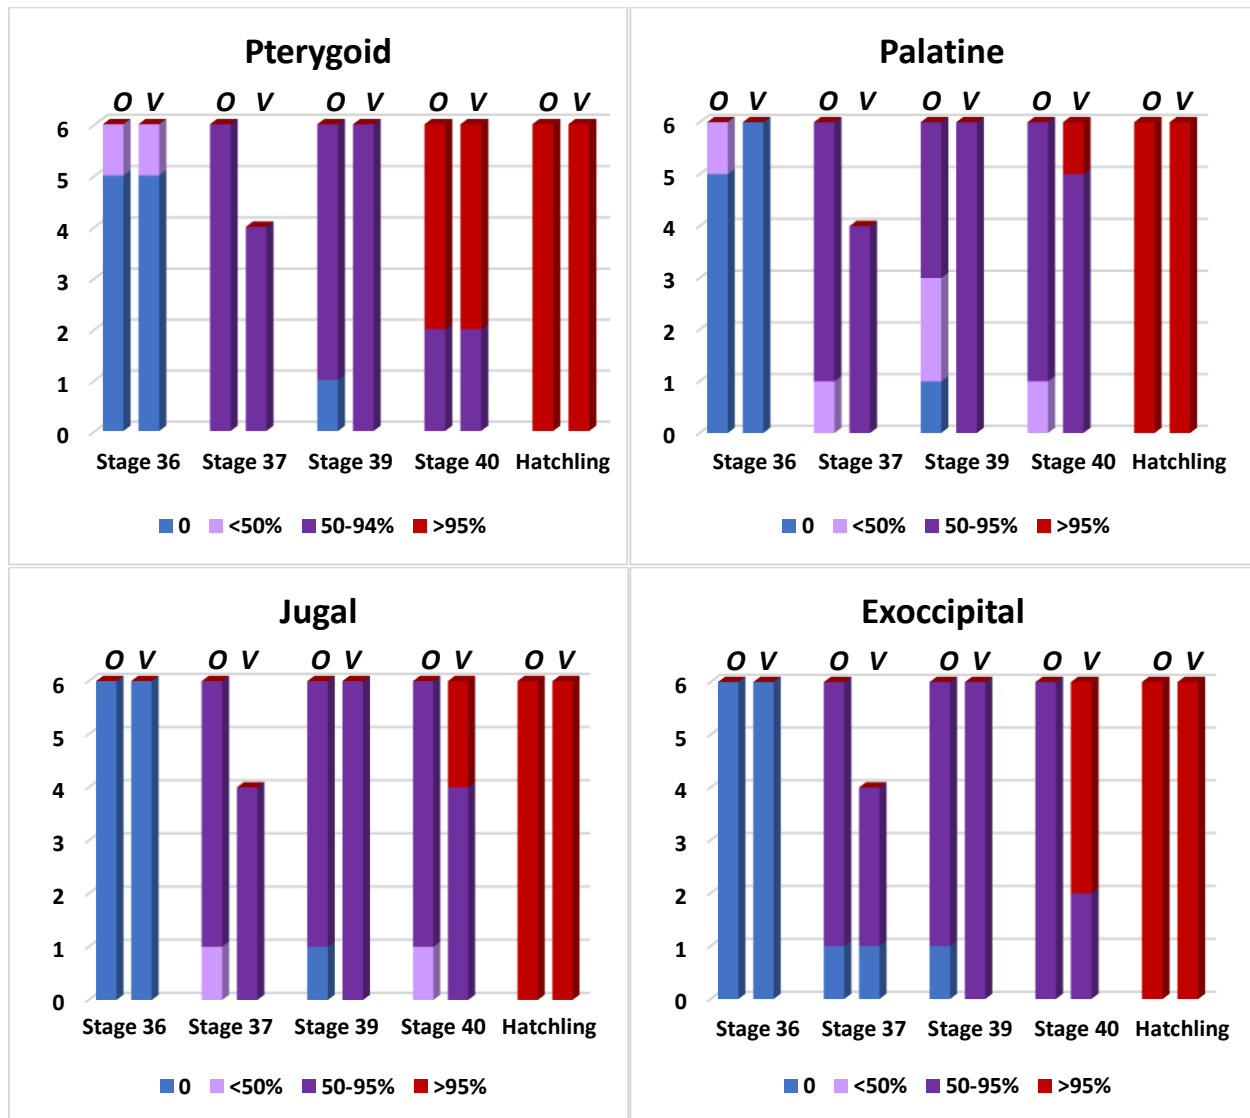 Pterygoid
O V O V O V O V O V
6
5
4
3
2
1
0
Stage 36 Stage 37 Stage 39 Stage 40 Hatchling
0 <50% 50-94% >95%
Palatine
O V O V O V O V O V
6
5
4
3
2
1
0
Stage 36 Stage 37 Stage 39 Stage 40 Hatchling
0 <50% 50-95% >95%
Jugal
O V O V O V O V O V
6
5
4
3
2
1
0
Stage 36 Stage 37 Stage 39 Stage 40 Hatchling
0 <50% 50-95% >95%
Exoccipital
O V O V O V O V O V
6
5
4
3
2
1
0
Stage 36 Stage 37 Stage 39 Stage 40 Hatchling
0 <50% 50-95% >95%